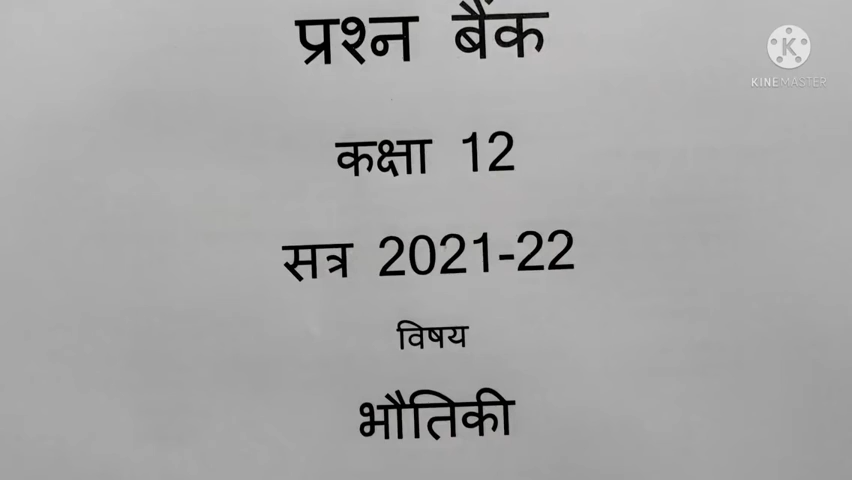 प्रश्न बैंक
KINEMASTER
कक्षा 12
सत्र 2021-22
विषय
भौतिकी